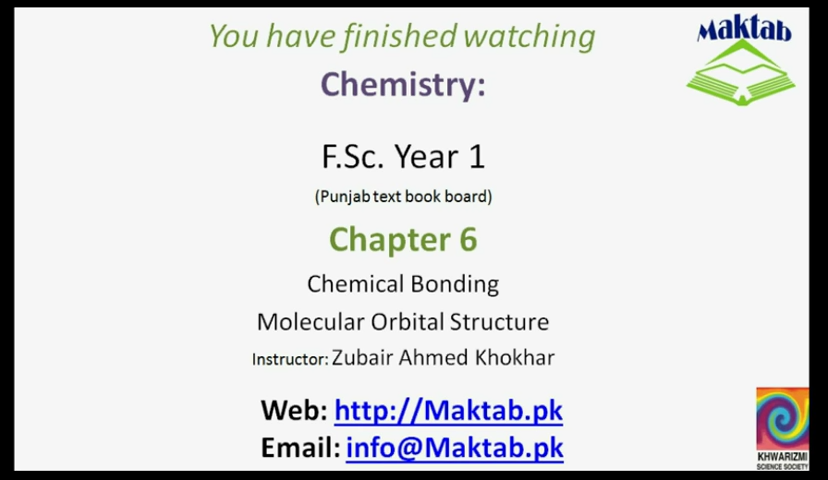 You have finished watching
Maktab
Chemistry:
F.Sc. Year 1
(Punjab text book board)
Chapter 6
Chemical Bonding
Molecular Orbital Structure
Instructor: Zubair Ahmed Khokhar
Web: http://Maktab.pk
Email: info@Maktab.pk
KHWARIZMI
SCIENCE SOCIETY